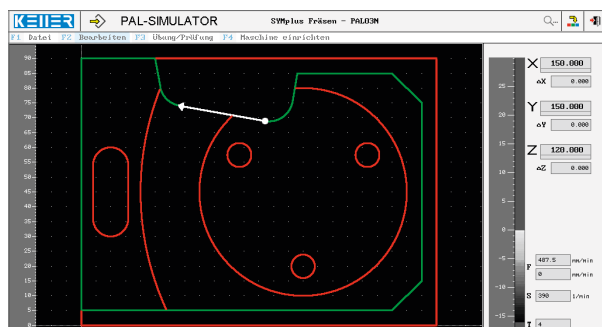 KELLER PAL-SIMULATOR SYMplus Fräsen - PAL03M
F1 Datei F2 Bearbeiten F3 Übung/Prüfung F4 Maschine einrichten
90
85
80
75
70
65
60
55
50
45
40
35
30
25
20
15
10
5
0
25
20
15
10
5
0
-5
-10
-15
X 150.000
ΔX 0.000
Y 150.000
ΔY 0.000
Z 120.000
ΔZ 0.000
F 487.5 mm/min
0 mm/min
S 390 1/min
T 4